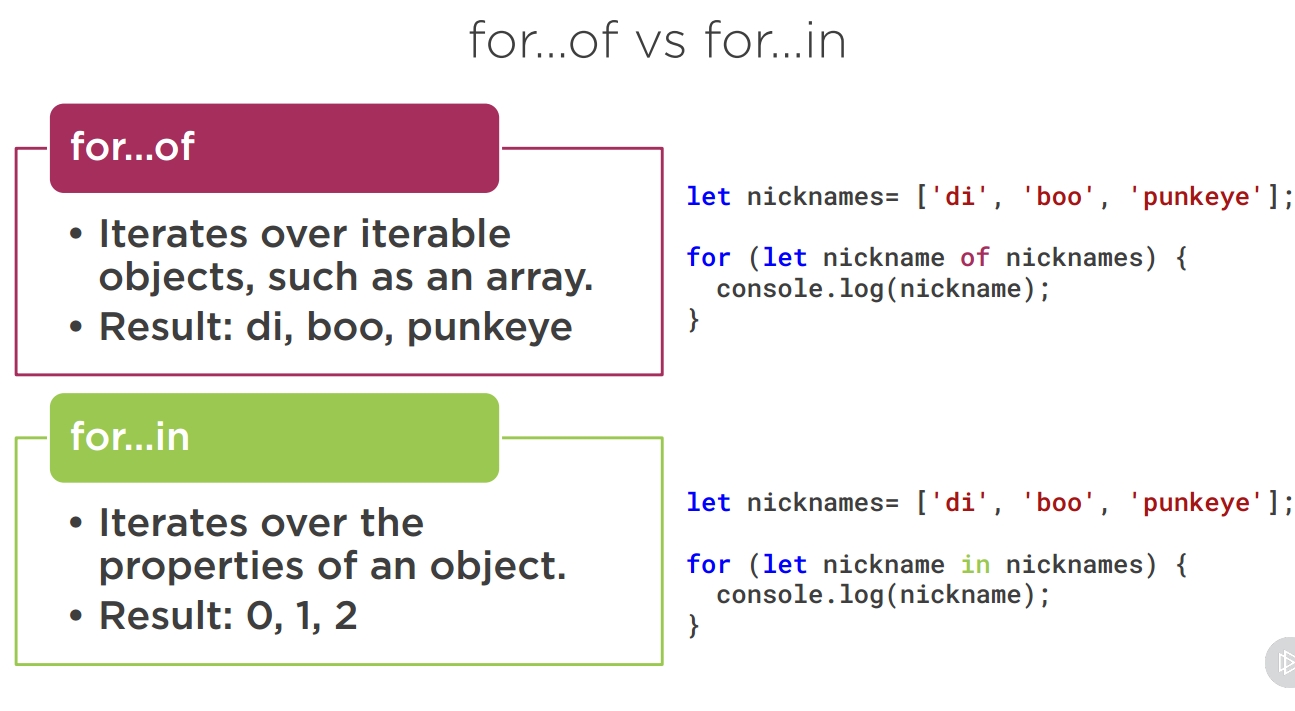 for...of vs for...in
for...of
• Iterates over iterable
objects, such as an array.
• Result: di, boo, punkeye
let nicknames= ['di', 'boo', 'punkeye'];
for (let nickname of nicknames) {
  console.log(nickname);
}
for...in
• Iterates over the
properties of an object.
• Result: 0, 1, 2
let nicknames= ['di', 'boo', 'punkeye'];
for (let nickname in nicknames) {
  console.log(nickname);
}